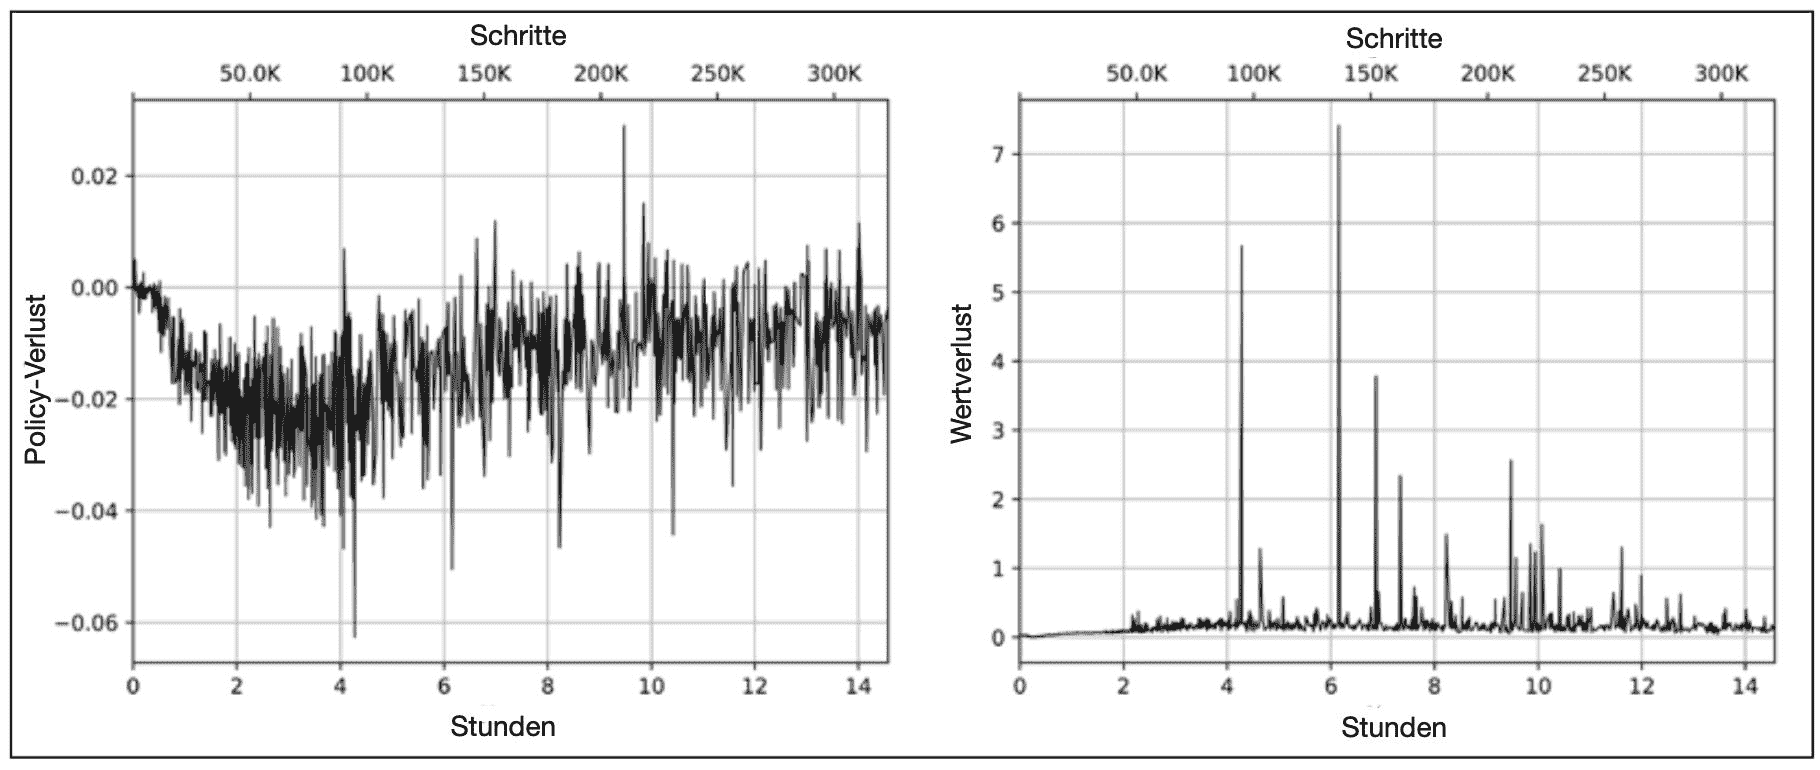 Schritte
50.0K 100K 150K 200K 250K 300K
0.02
0.00
−0.02
−0.04
−0.06
Policy-Verlust
0 2 4 6 8 10 12 14
Stunden
Schritte
50.0K 100K 150K 200K 250K 300K
7
6
5
4
3
2
1
0
Wertverlust
0 2 4 6 8 10 12 14
Stunden